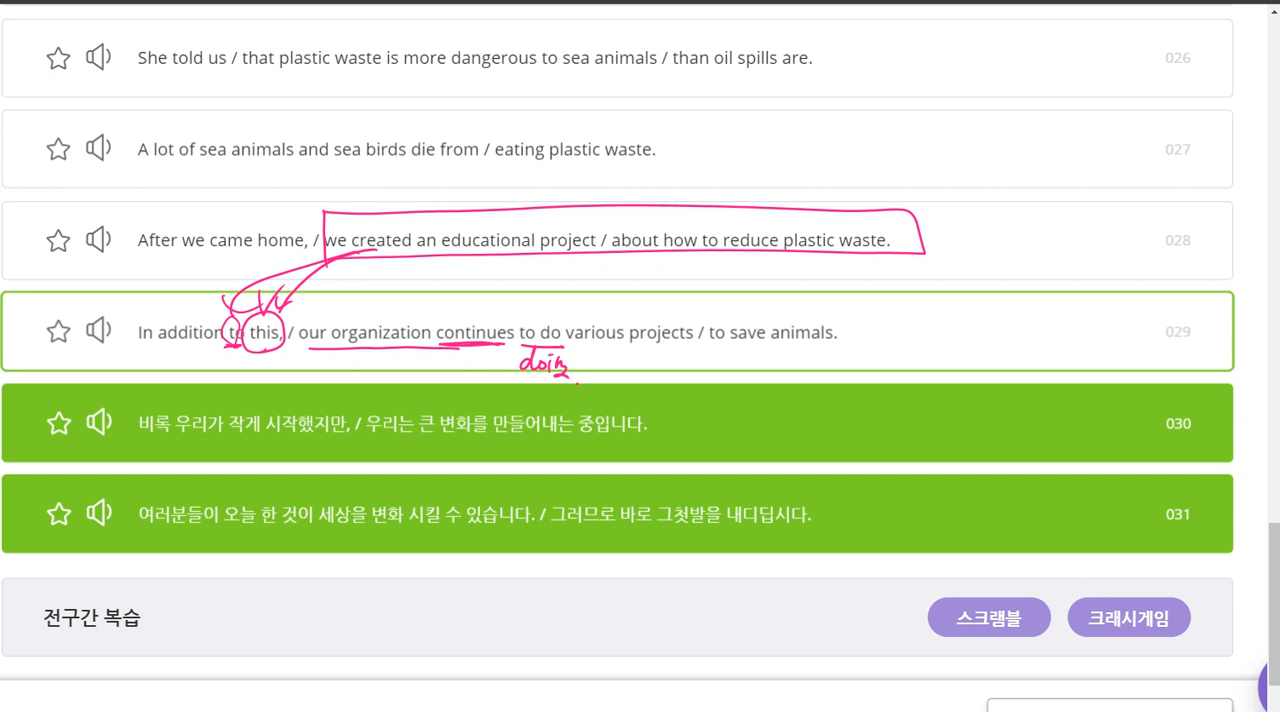 She told us / that plastic waste is more dangerous to sea animals / than oil spills are. 026
A lot of sea animals and sea birds die from / eating plastic waste. 027
After we came home, / we created an educational project / about how to reduce plastic waste. 028
In addition to this, / our organization continues to do various projects / to save animals. 029
doing
비록 우리가 작게 시작했지만, / 우리는 큰 변화를 만들어내는 중입니다. 030
여러분들이 오늘 한 것이 세상을 변화 시킬 수 있습니다. / 그러므로 바로 그첫발을 내디딥시다. 031
전구간 복습 스크램블 크래시게임